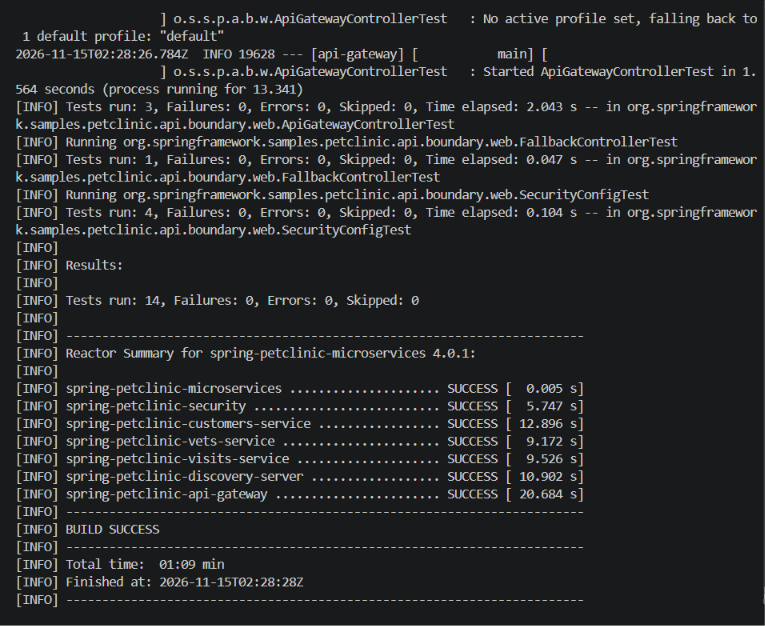 ] o.s.s.p.a.b.w.ApiGatewayControllerTest   : No active profile set, falling back to
1 default profile: "default"
2026-11-15T02:28:26.784Z  INFO 19628 --- [api-gateway] [           main] [
] o.s.s.p.a.b.w.ApiGatewayControllerTest   : Started ApiGatewayControllerTest in 1.
564 seconds (process running for 13.341)
[INFO] Tests run: 3, Failures: 0, Errors: 0, Skipped: 0, Time elapsed: 2.043 s -- in org.springframewor
k.samples.petclinic.api.boundary.web.ApiGatewayControllerTest
[INFO] Running org.springframework.samples.petclinic.api.boundary.web.FallbackControllerTest
[INFO] Tests run: 1, Failures: 0, Errors: 0, Skipped: 0, Time elapsed: 0.047 s -- in org.springframewor
k.samples.petclinic.api.boundary.web.FallbackControllerTest
[INFO] Running org.springframework.samples.petclinic.api.boundary.web.SecurityConfigTest
[INFO] Tests run: 4, Failures: 0, Errors: 0, Skipped: 0, Time elapsed: 0.104 s -- in org.springframewor
k.samples.petclinic.api.boundary.web.SecurityConfigTest
[INFO]
[INFO] Results:
[INFO]
[INFO] Tests run: 14, Failures: 0, Errors: 0, Skipped: 0
[INFO]
[INFO] ------------------------------------------------------------------------
[INFO] Reactor Summary for spring-petclinic-microservices 4.0.1:
[INFO]
[INFO] spring-petclinic-microservices ..................... SUCCESS [  0.005 s]
[INFO] spring-petclinic-security .......................... SUCCESS [  5.747 s]
[INFO] spring-petclinic-customers-service ................. SUCCESS [ 12.896 s]
[INFO] spring-petclinic-vets-service ...................... SUCCESS [  9.172 s]
[INFO] spring-petclinic-visits-service .................... SUCCESS [  9.526 s]
[INFO] spring-petclinic-discovery-server .................. SUCCESS [ 10.902 s]
[INFO] spring-petclinic-api-gateway ....................... SUCCESS [ 20.684 s]
[INFO] ------------------------------------------------------------------------
[INFO] BUILD SUCCESS
[INFO] ------------------------------------------------------------------------
[INFO] Total time:  01:09 min
[INFO] Finished at: 2026-11-15T02:28:28Z
[INFO] ------------------------------------------------------------------------